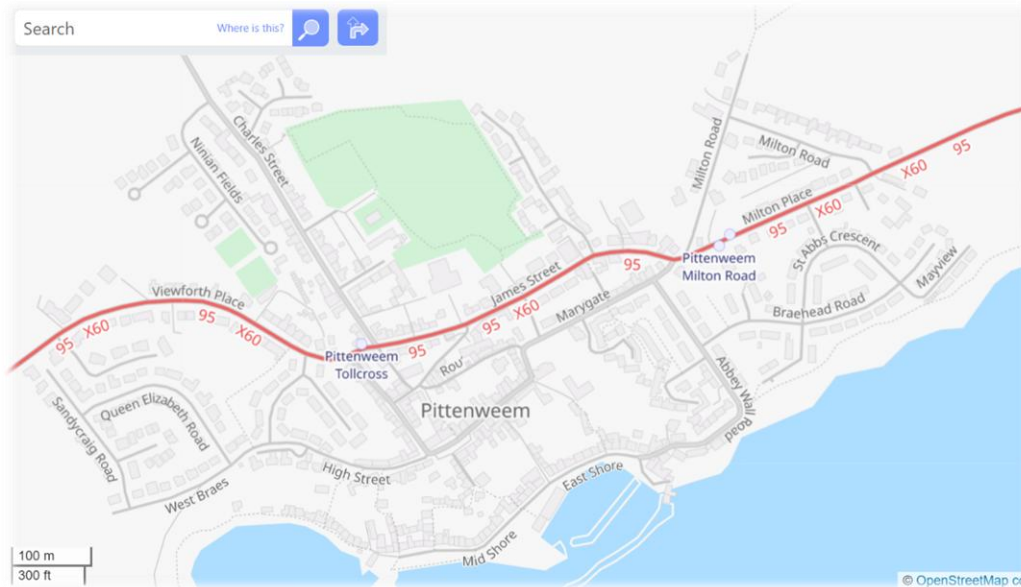 Search
Where is this?
Charles Street
Ninian Fields
Milton Road
Milton Road
95
X60
Milton Place
X60
95
St Abbs Crescent
Mayview
Pittenweem
Milton Road
95
James Street
Viewforth Place
Braehead Road
Marygate
95
X60
95
X60
95
X60
95
Pittenweem
Tollcross
Rou
Abbey Wall
Road
Pittenweem
Queen Elizabeth
Road
Sandycraig Road
High Street
East Shore
West Braes
Mid Shore
100 m
300 ft
© OpenStreetMap